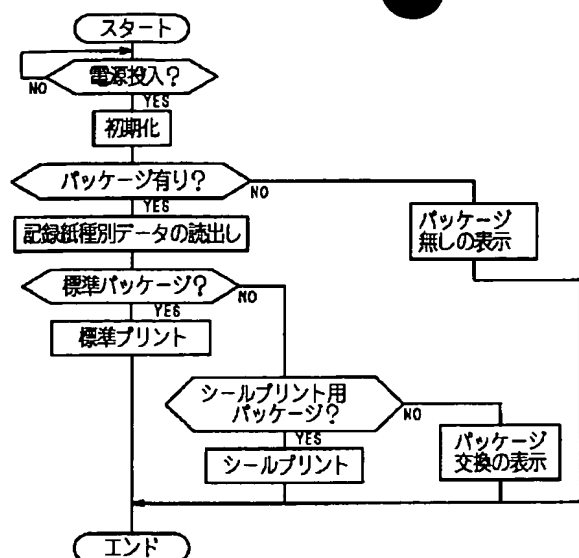 スタート
電源投入?
NO
YES
初期化
パッケージ有り?
NO
YES
記録紙種別データの読出し
パッケージ
無しの表示
標準パッケージ?
NO
YES
標準プリント
シールプリント用
パッケージ?
NO
YES
シールプリント
パッケージ
交換の表示
エンド